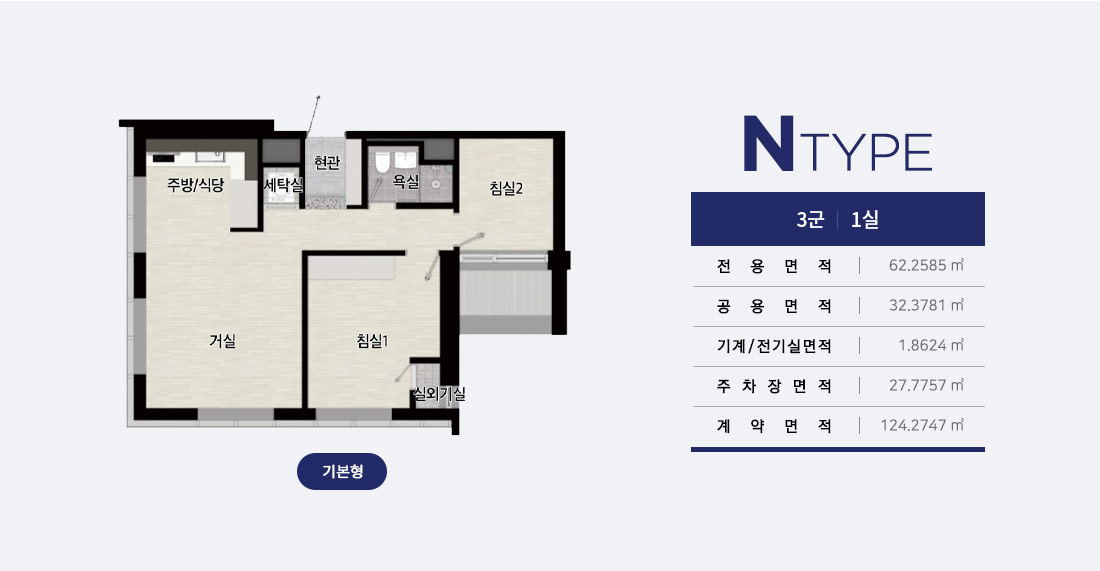 현관
주방/식당
세탁실
욕실
침실2
거실
침실1
실외기실
기본형
NTYPE
3군 | 1실
전용면적 | 62.2585 ㎡
공용면적 | 32.3781 ㎡
기계/전기실면적 | 1.8624 ㎡
주차장면적 | 27.7757 ㎡
계약면적 | 124.2747 ㎡